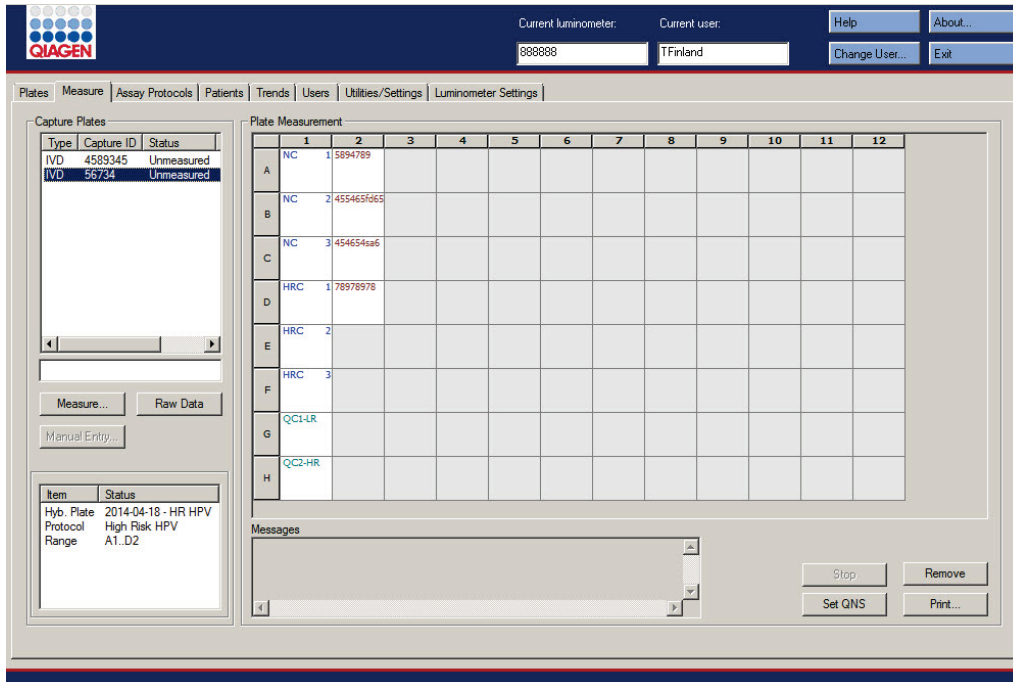 QIAGEN
Current luminometer: Current user:
888888 TFinland
Help About...
Change User... Exit
Plates Measure Assay Protocols Patients Trends Users Utilities/Settings Luminometer Settings
Capture Plates
Type Capture ID Status
IVD 4589345 Unmeasured
IVD 56734 Unmeasured
Measure... Raw Data
Manual Entry...
Item Status
Hyb. Plate 2014-04-18 - HR HPV
Protocol High Risk HPV
Range A1..D2
Plate Measurement
1 2 3 4 5 6 7 8 9 10 11 12
A NC 1 5894789
B NC 2 455465fd65
C NC 3 454654sa6
D HRC 1 78978978
E HRC 2
F HRC 3
G QC1-LR
H QC2-HR
Messages
Stop Remove
Set QNS Print...